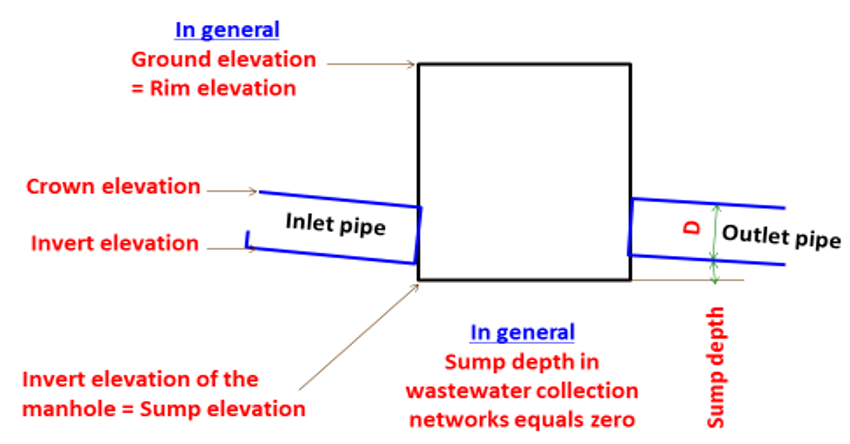 In general
Ground elevation
= Rim elevation
Crown elevation
Inlet pipe
Invert elevation
D
Outlet pipe
In general
Sump depth in
wastewater collection
networks equals zero
Sump depth
Invert elevation of the
manhole = Sump elevation